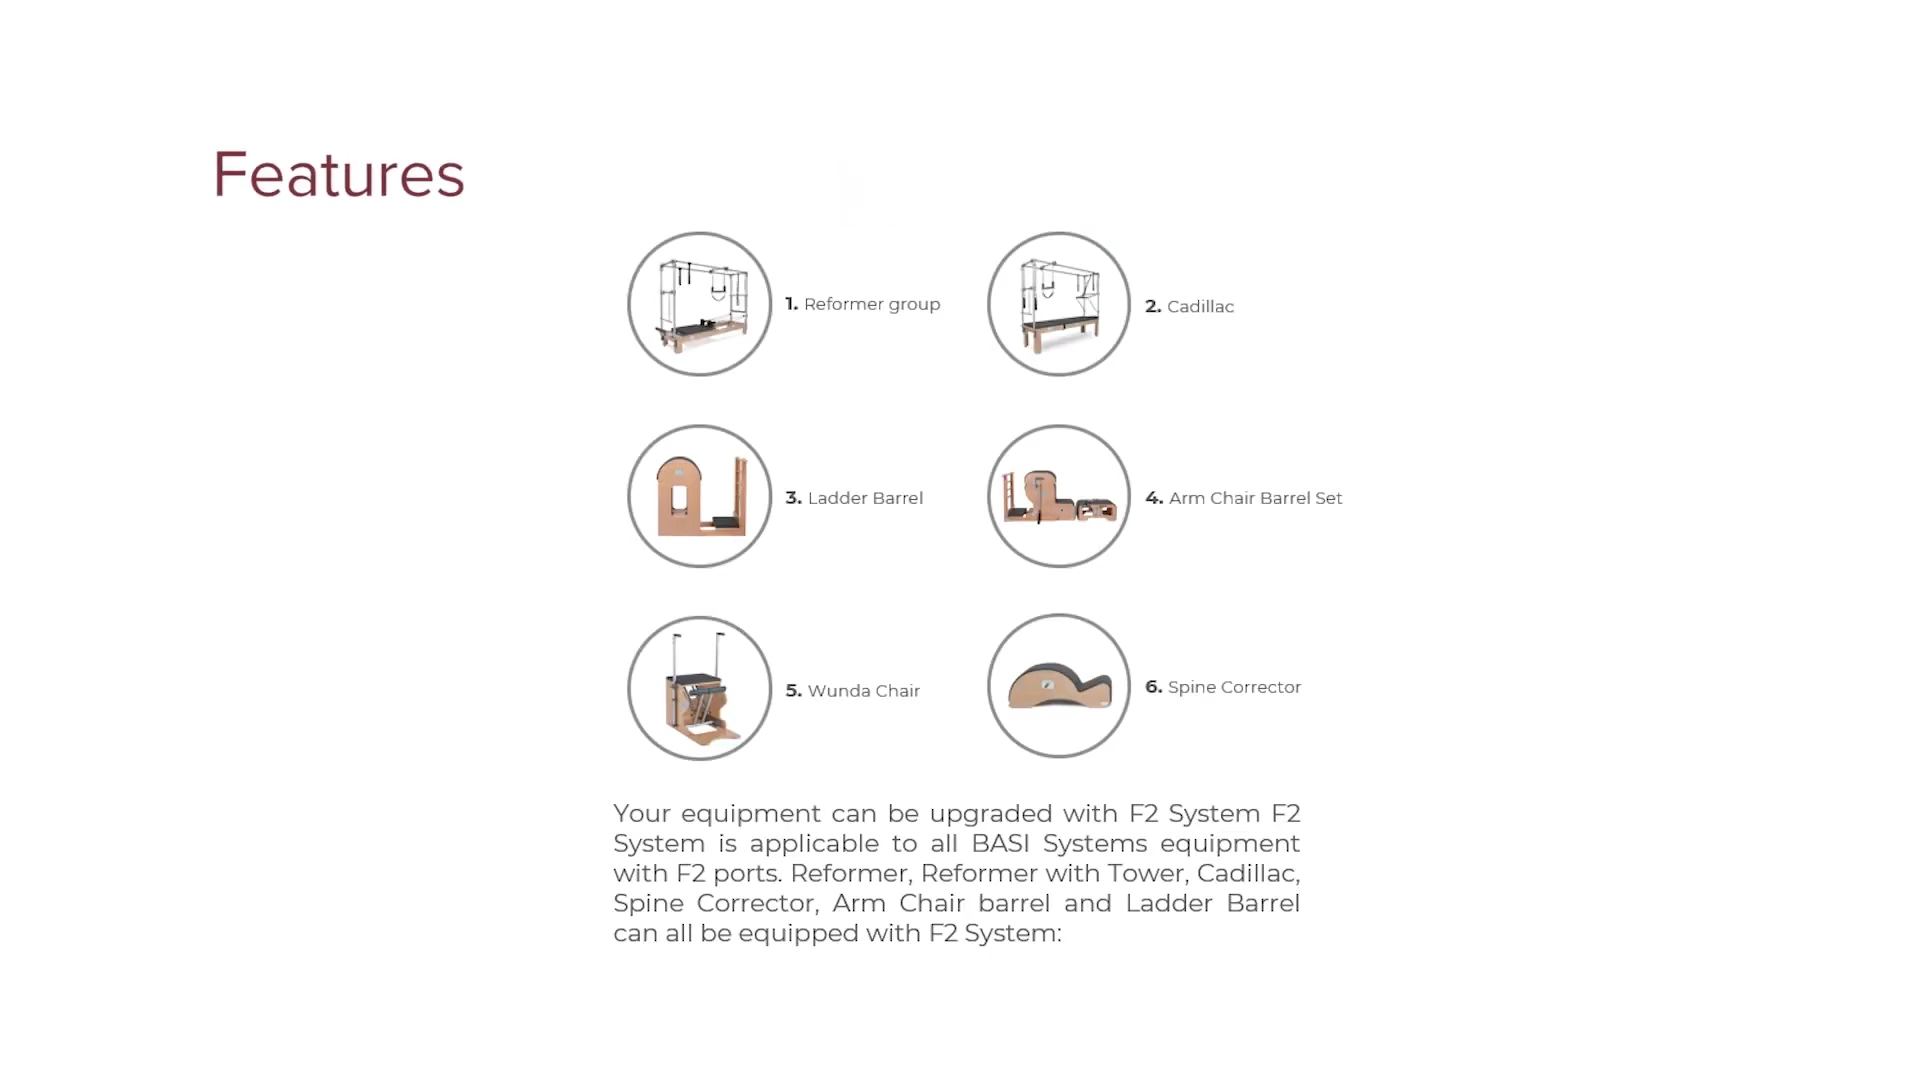 Features
1. Reformer group
2. Cadillac
3. Ladder Barrel
4. Arm Chair Barrel Set
5. Wunda Chair
6. Spine Corrector
Your equipment can be upgraded with F2 System F2
System is applicable to all BASI Systems equipment
with F2 ports. Reformer, Reformer with Tower, Cadillac,
Spine Corrector, Arm Chair barrel and Ladder Barrel
can all be equipped with F2 System: